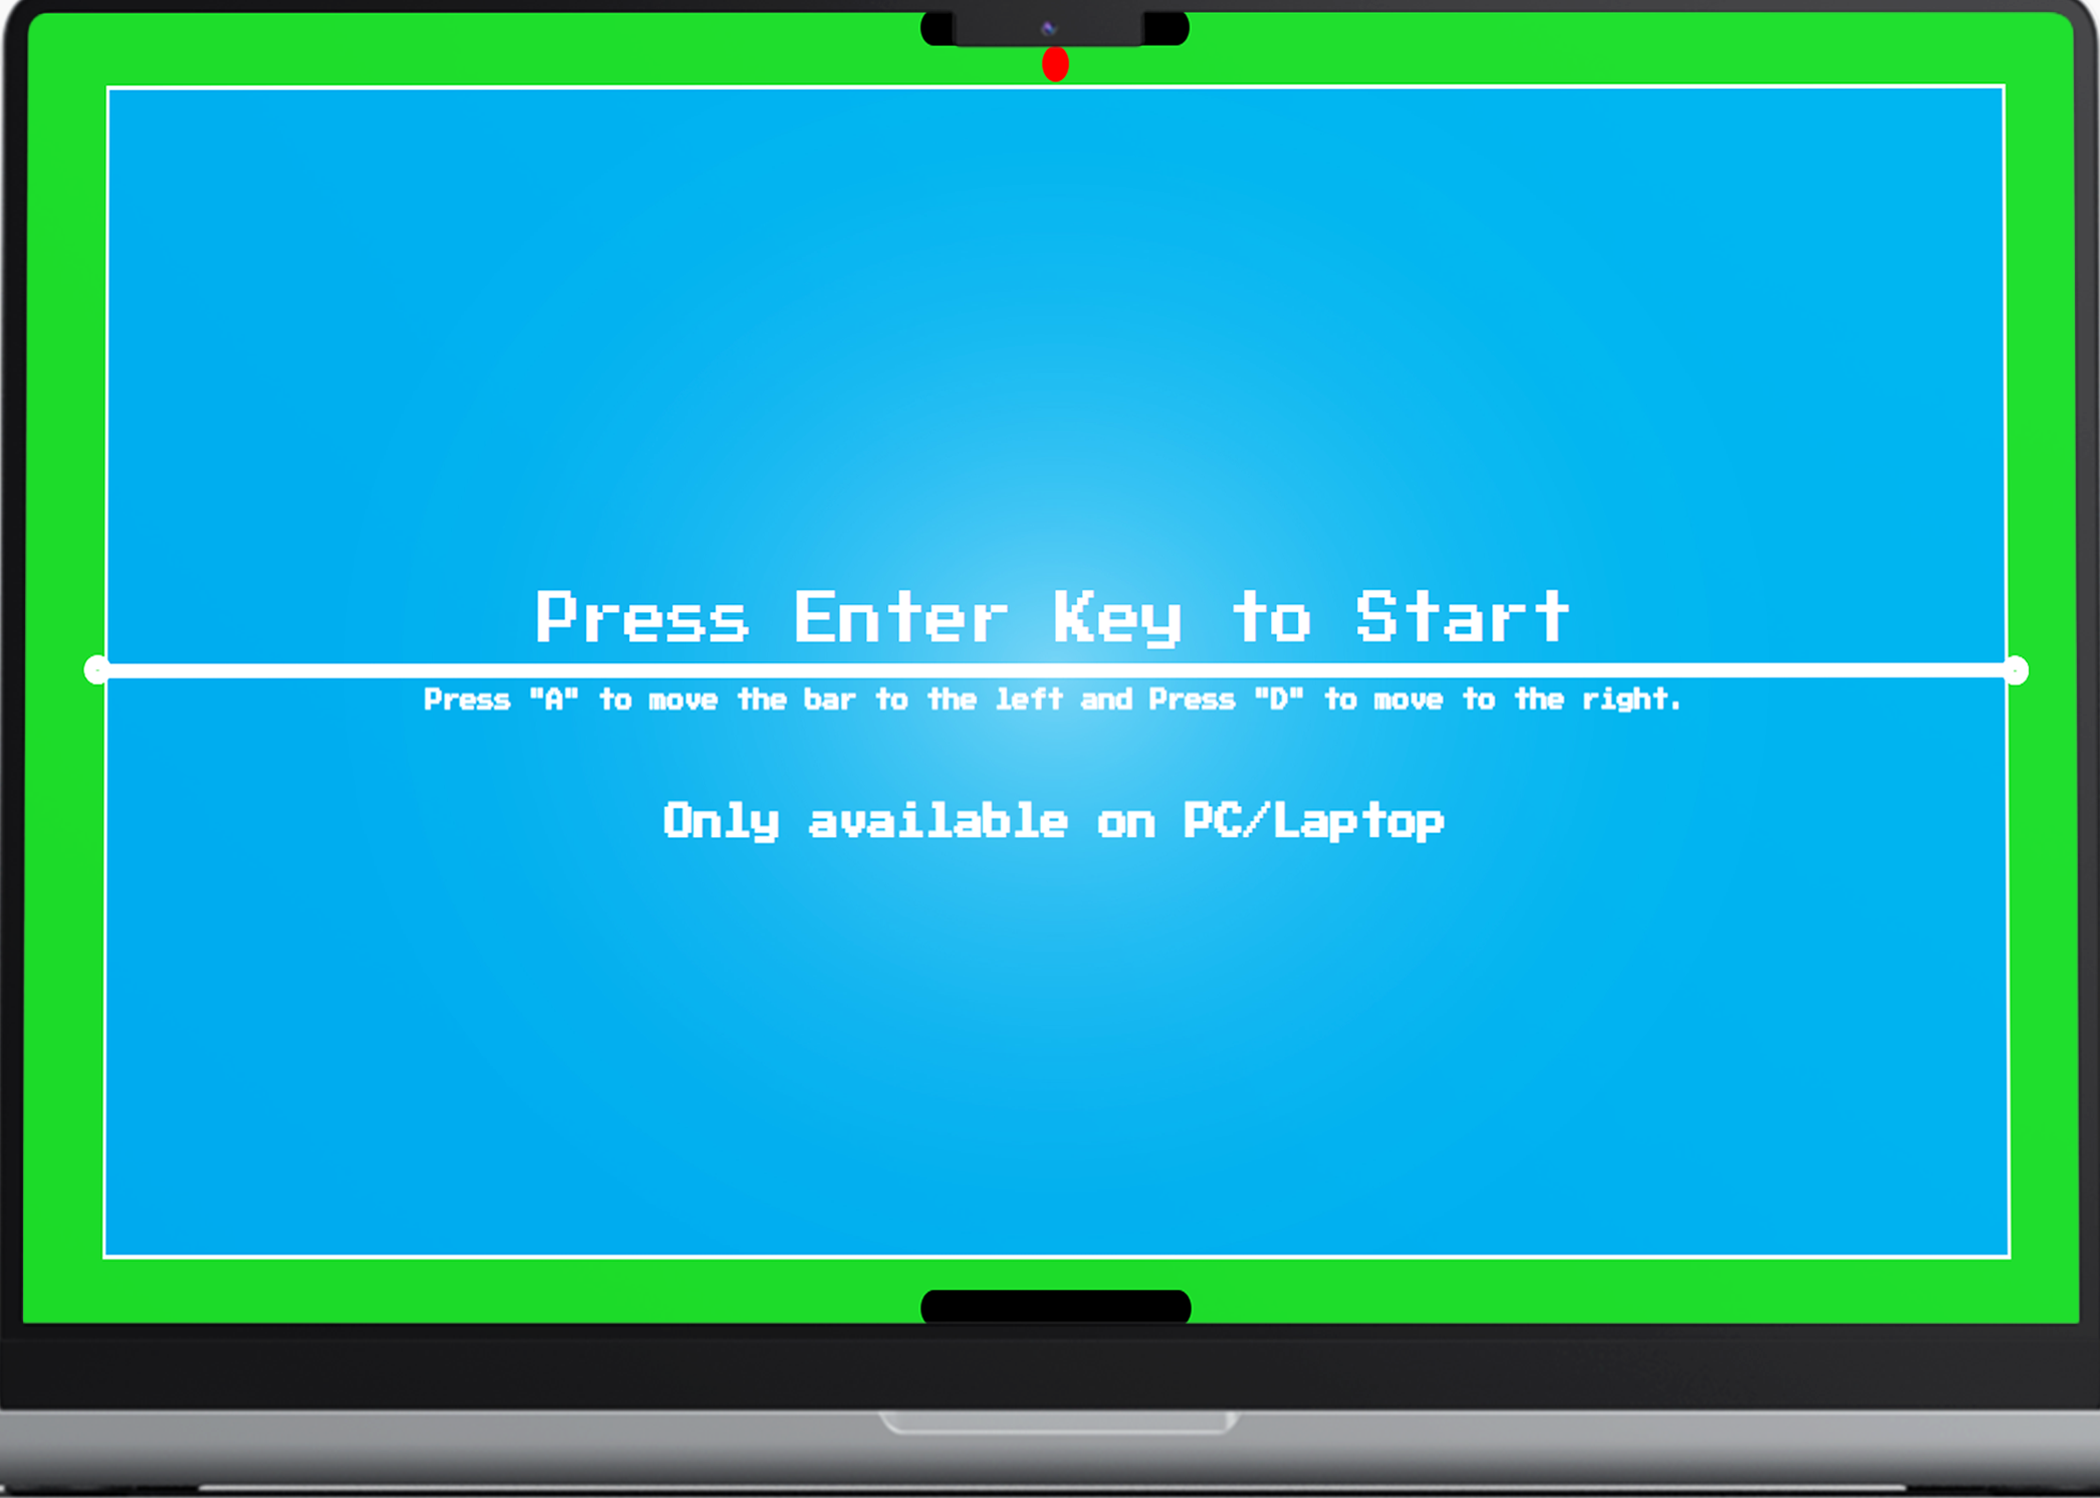 Press Enter Key to Start
Press "A" to move the bar to the left and Press "D" to move to the right.
Only available on PC/Laptop